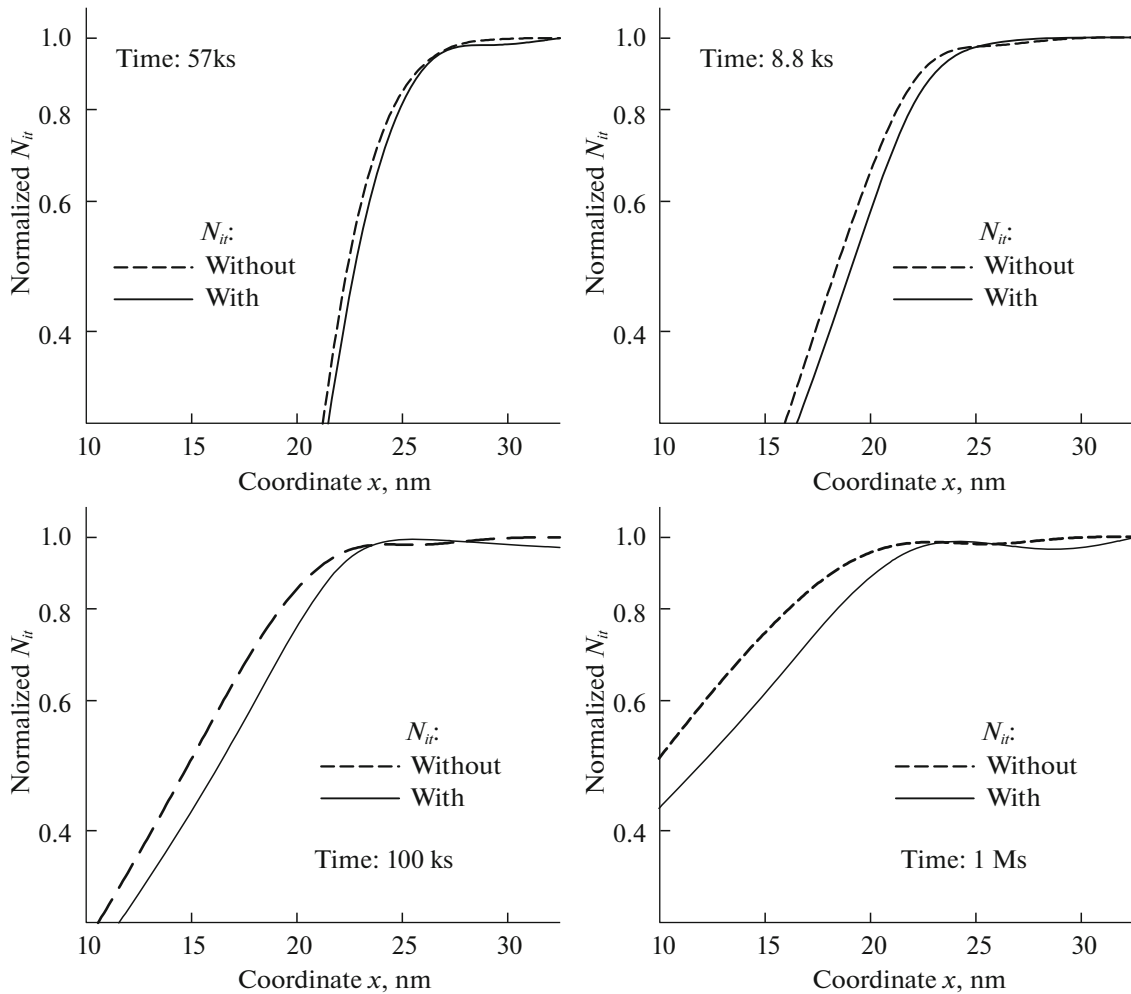 1.0
Time: 57ks
0.8
0.6
0.4
Normalized N_it
N_it:
Without
With
10 15 20 25 30
Coordinate x, nm
1.0
Time: 8.8 ks
0.8
0.6
0.4
Normalized N_it
N_it:
Without
With
10 15 20 25 30
Coordinate x, nm
1.0
0.8
0.6
0.4
Normalized N_it
N_it:
Without
With
Time: 100 ks
10 15 20 25 30
Coordinate x, nm
1.0
0.8
0.6
0.4
Normalized N_it
N_it:
Without
With
Time: 1 Ms
10 15 20 25 30
Coordinate x, nm